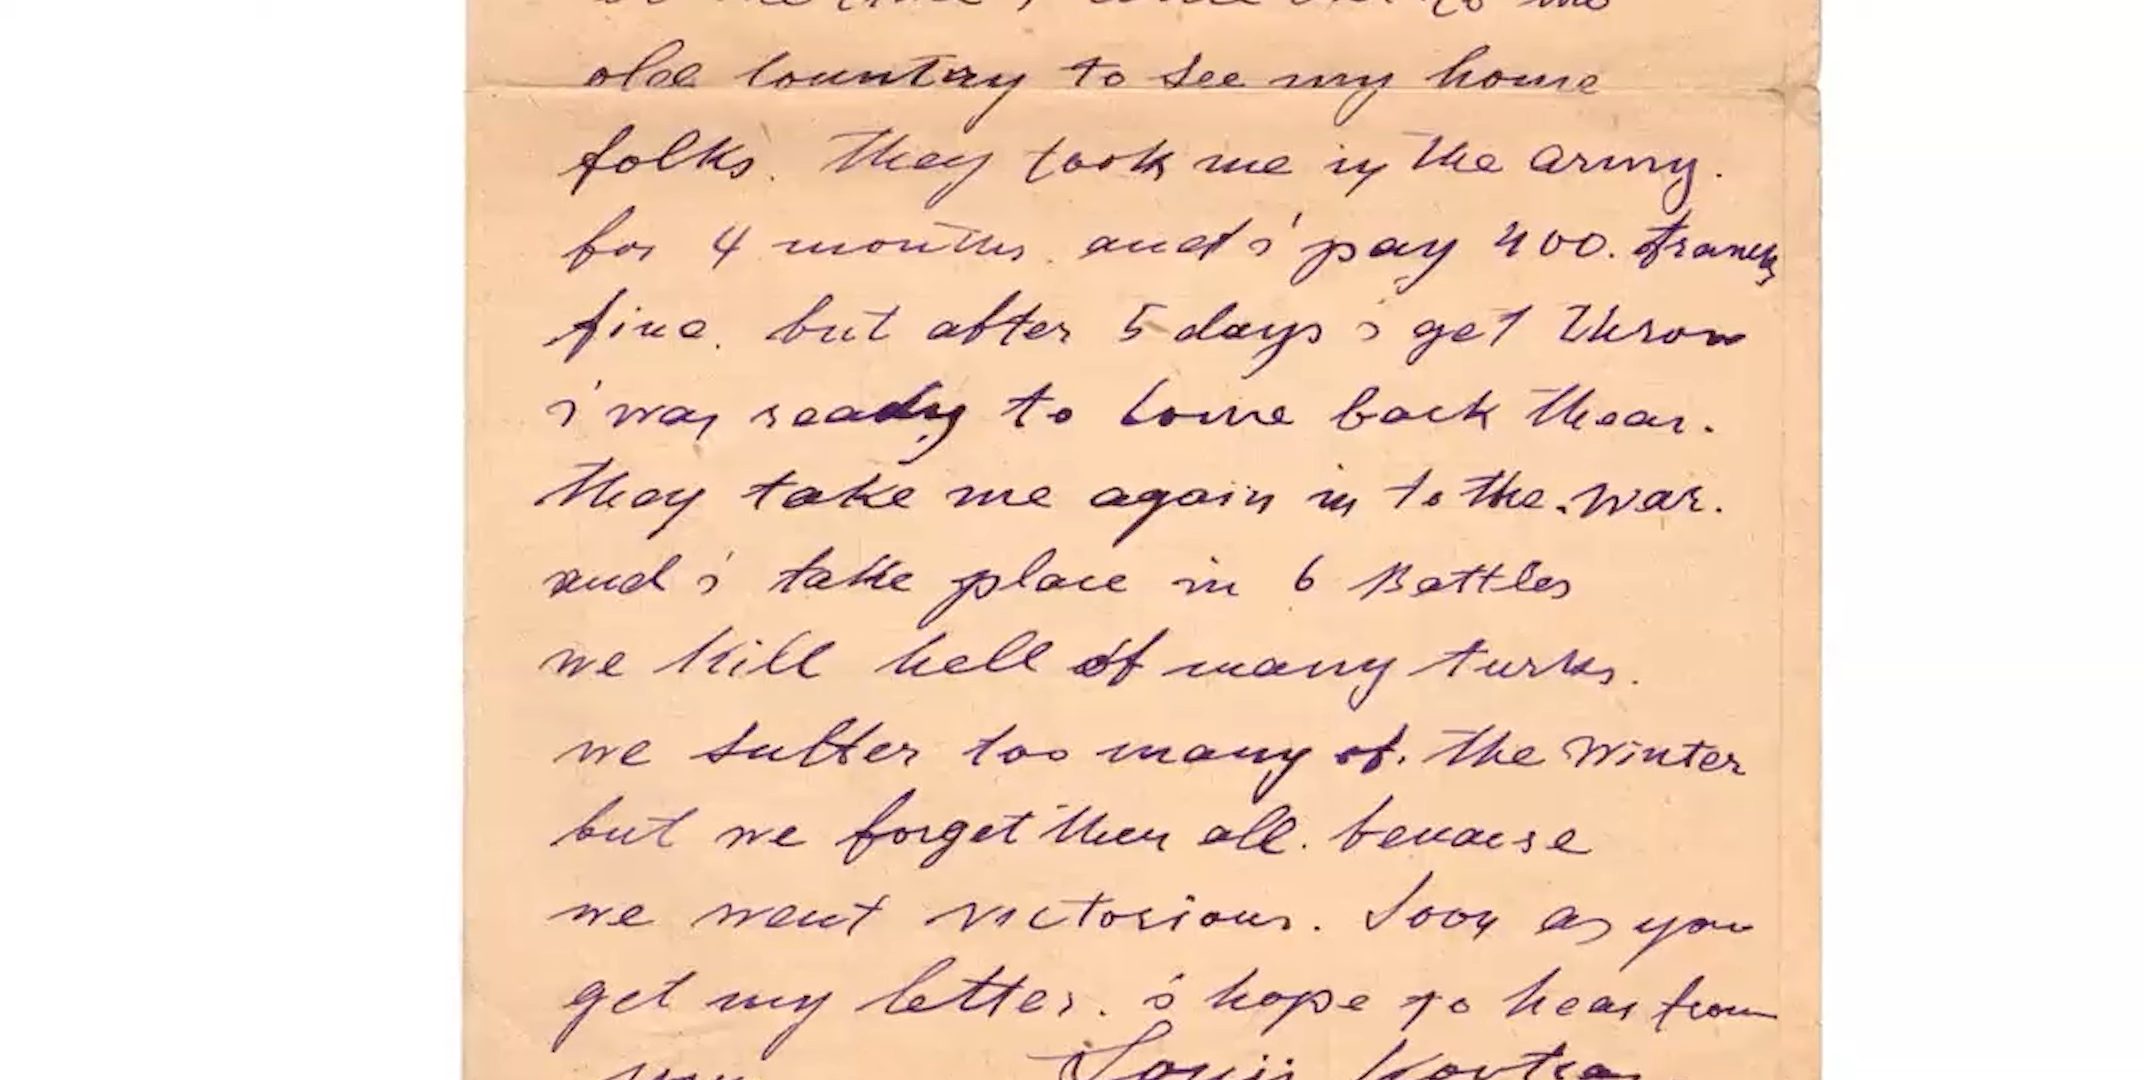 old Country to see my home
folks. They took me in the army.
for 4 months. and i pay 400. francs
fine. but after 5 days i get throw
i was ready to Come back thear.
They take me again in to the. war.
and i take place in 6 Battles
we kill hell of many turks.
we suffer too many of. the winter
but we forget them all. because
we went victorious. Soon as you
get my letter. i hope to hear from
you Louis